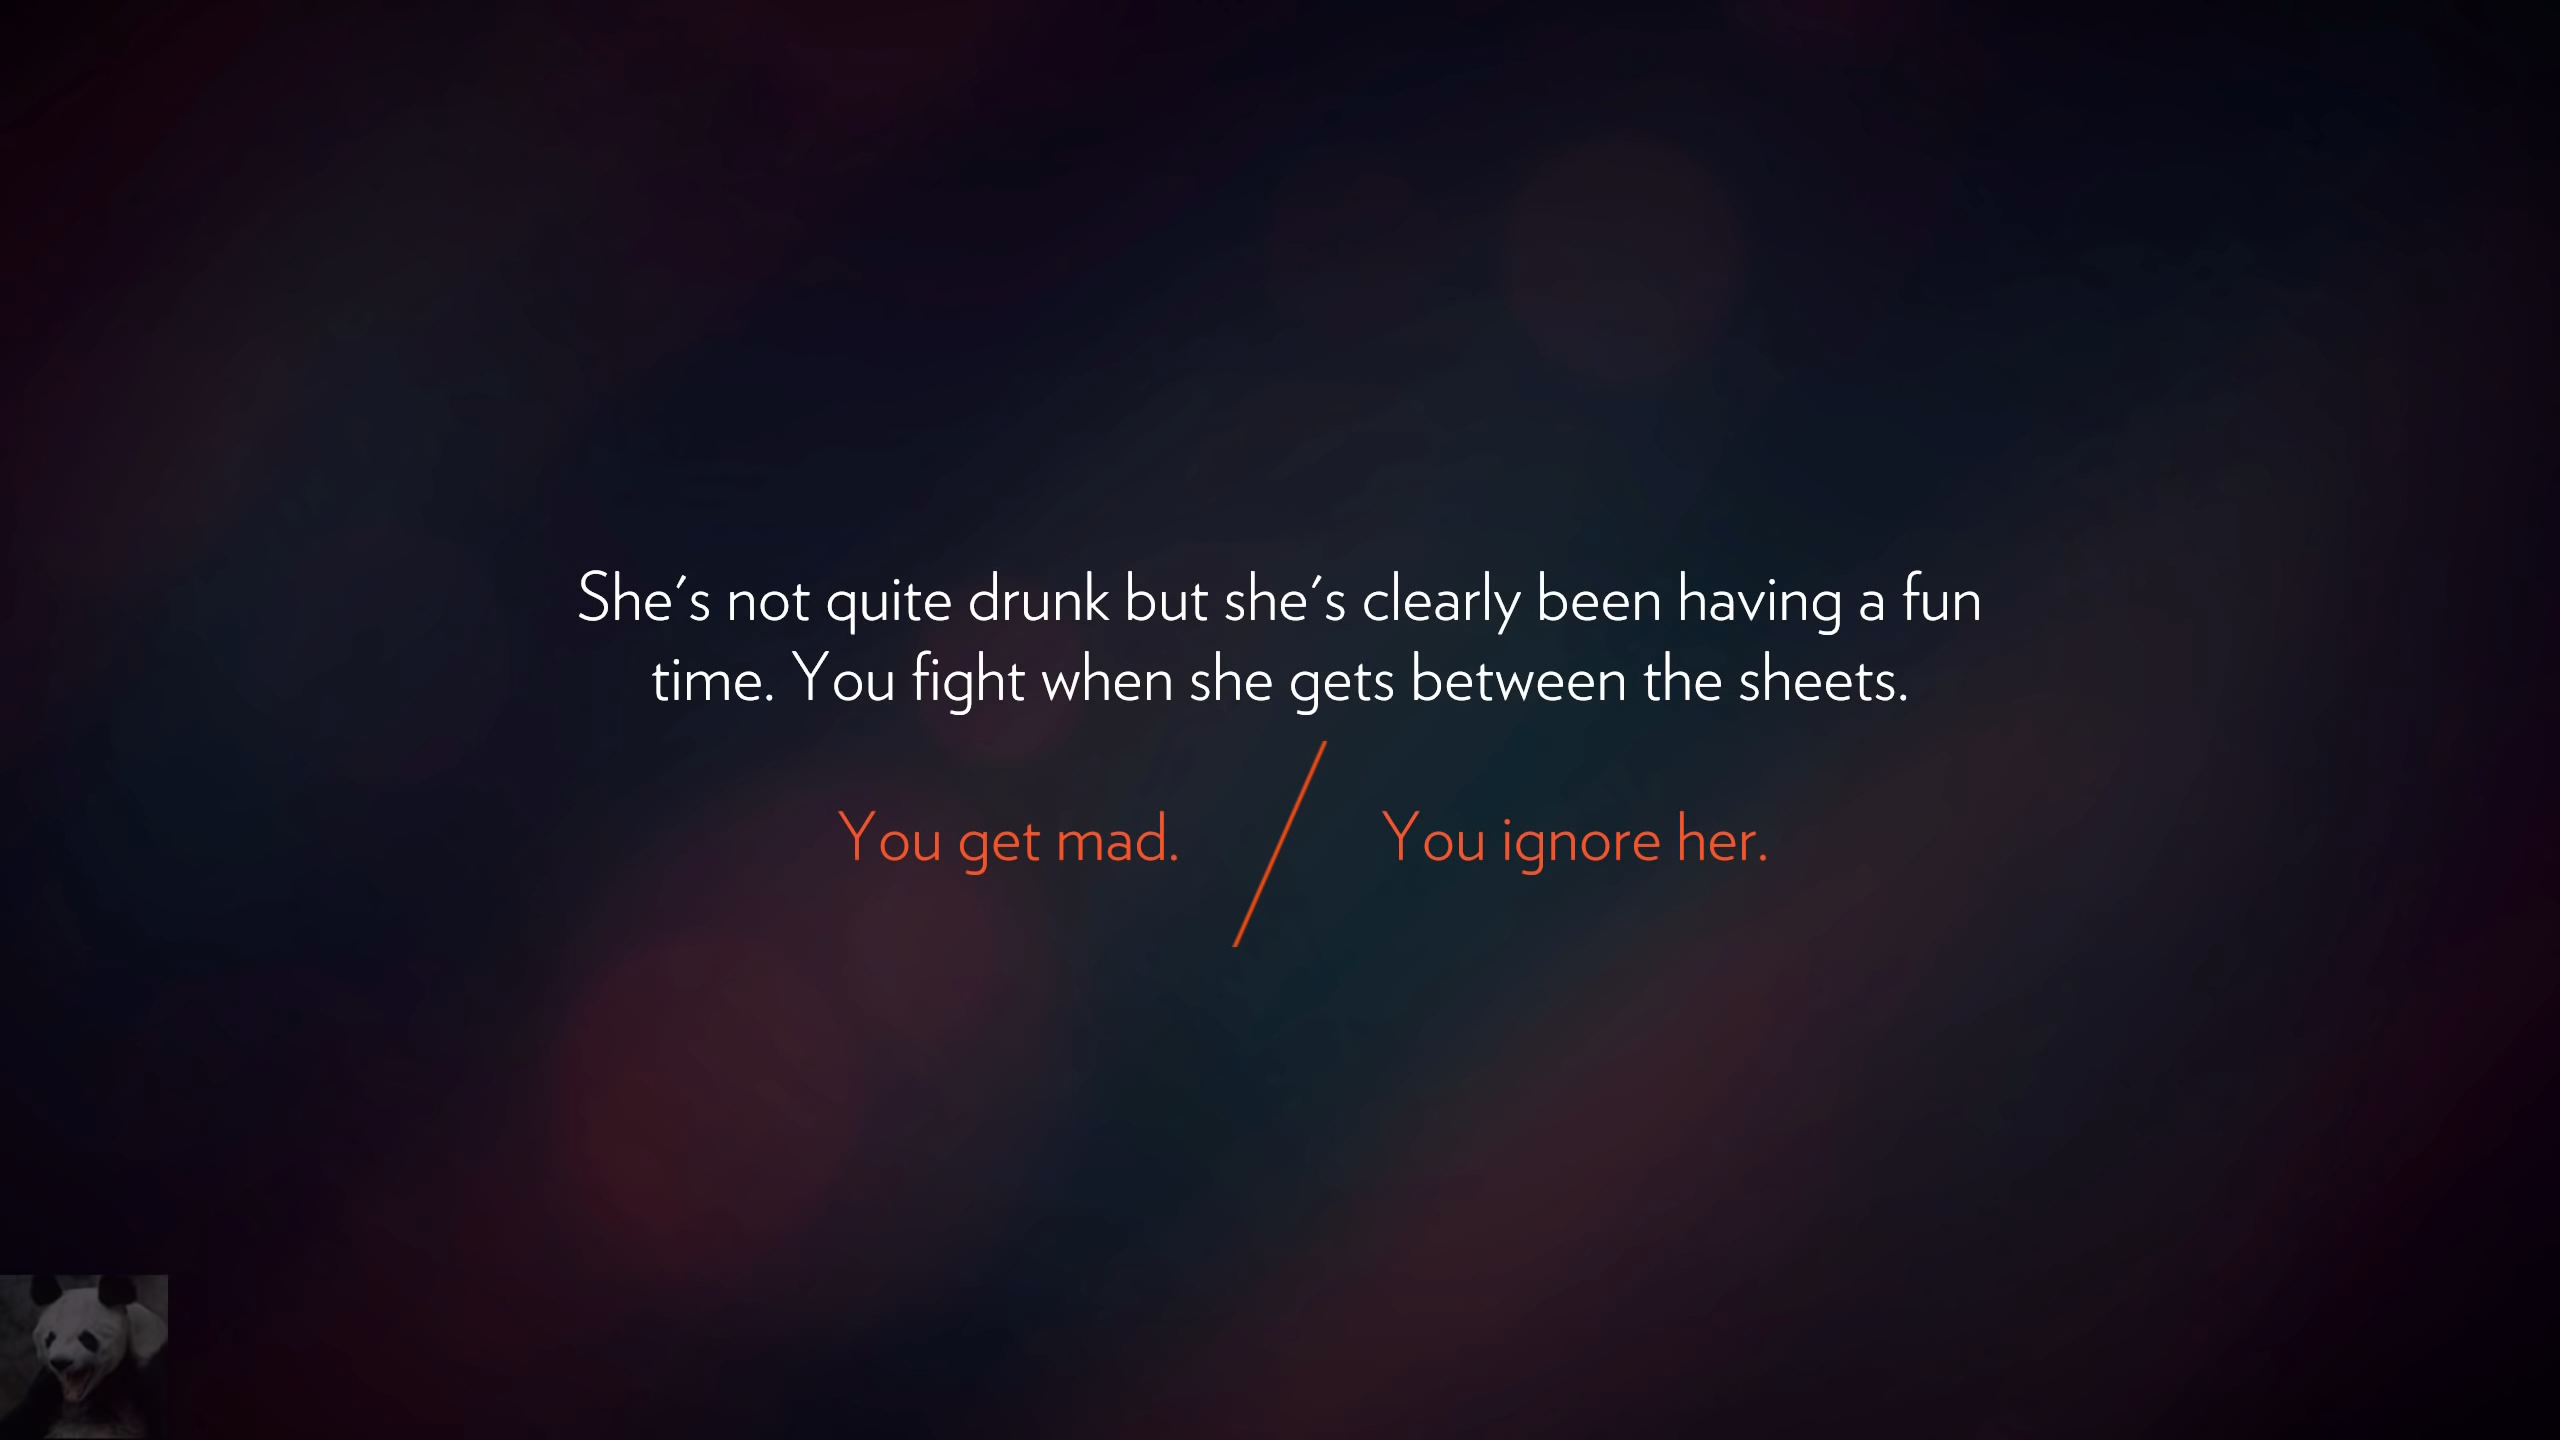 She's not quite drunk but she's clearly been having a fun
time. You fight when she gets between the sheets.
You get mad.
You ignore her.